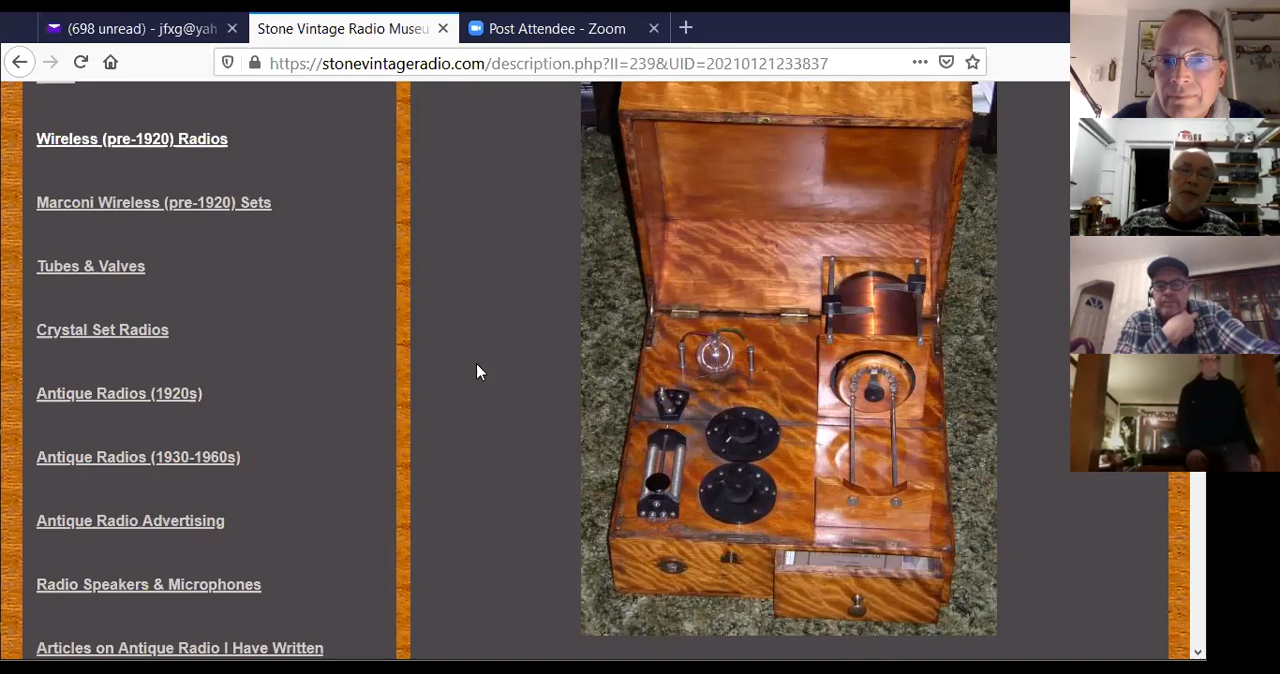 (698 unread) - jfxg@yah
Stone Vintage Radio Museu
Post Attendee - Zoom
https://stonevintageradio.com/description.php?II=239&UID=20210121233837
Wireless (pre-1920) Radios
Marconi Wireless (pre-1920) Sets
Tubes & Valves
Crystal Set Radios
Antique Radios (1920s)
Antique Radios (1930-1960s)
Antique Radio Advertising
Radio Speakers & Microphones
Articles on Antique Radio I Have Written